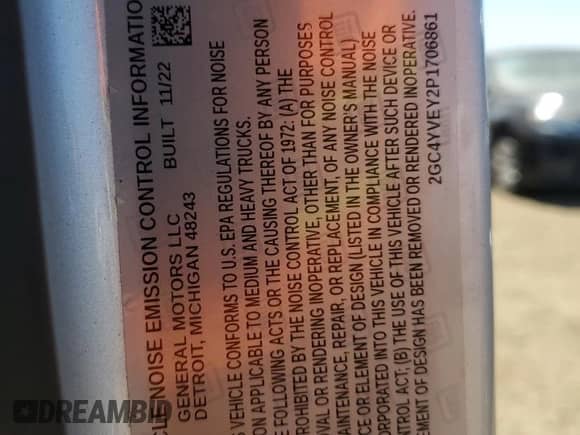 CLE NOISE EMISSION CONTROL INFORMATIO
GENERAL MOTORS LLC BUILT 11/22
DETROIT, MICHIGAN 48243
S VEHICLE CONFORMS TO U.S. EPA REGULATIONS FOR NOISE
ON APPLICABLE TO MEDIUM AND HEAVY TRUCKS.
E FOLLOWING ACTS OR THE CAUSING THEREOF BY ANY PERSON
ROHIBITED BY THE NOISE CONTROL ACT OF 1972: (A) THE
OVAL OR RENDERING INOPERATIVE, OTHER THAN FOR PURPOSES
MAINTENANCE, REPAIR, OR REPLACEMENT, OF ANY NOISE CONTROL
CE OR ELEMENT OF DESIGN (LISTED IN THE OWNER'S MANUAL)
ORPORATED INTO THIS VEHICLE IN COMPLIANCE WITH THE NOISE
TROL ACT; (B) THE USE OF THIS VEHICLE AFTER SUCH DEVICE OR
EMENT OF DESIGN HAS BEEN REMOVED OR RENDERED INOPERATIVE.
2GC4YVEY2P1706861
DREAMBID